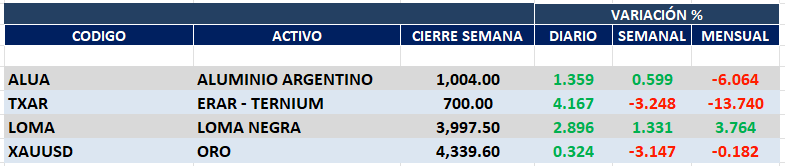 VARIACIÓN %
CODIGO ACTIVO CIERRE SEMANA DIARIO SEMANAL MENSUAL
ALUA ALUMINIO ARGENTINO 1,004.00 1.359 0.599 -6.064
TXAR ERAR - TERNIUM 700.00 4.167 -3.248 -13.740
LOMA LOMA NEGRA 3,997.50 2.896 1.331 3.764
XAUUSD ORO 4,339.60 0.324 -3.147 -0.182